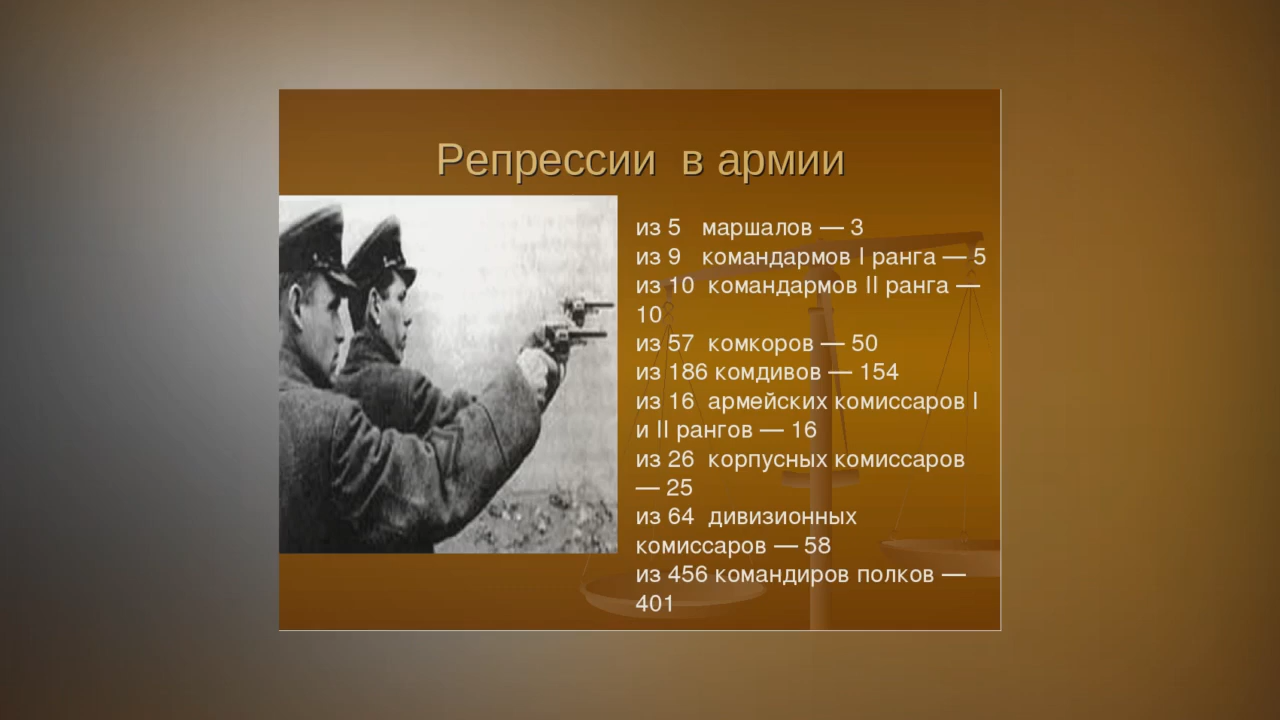 Репрессии в армии
из 5 маршалов — 3
из 9 командармов I ранга — 5
из 10 командармов II ранга —
10
из 57 комкоров — 50
из 186 комдивов — 154
из 16 армейских комиссаров I
и II рангов — 16
из 26 корпусных комиссаров
— 25
из 64 дивизионных
комиссаров — 58
из 456 командиров полков —
401